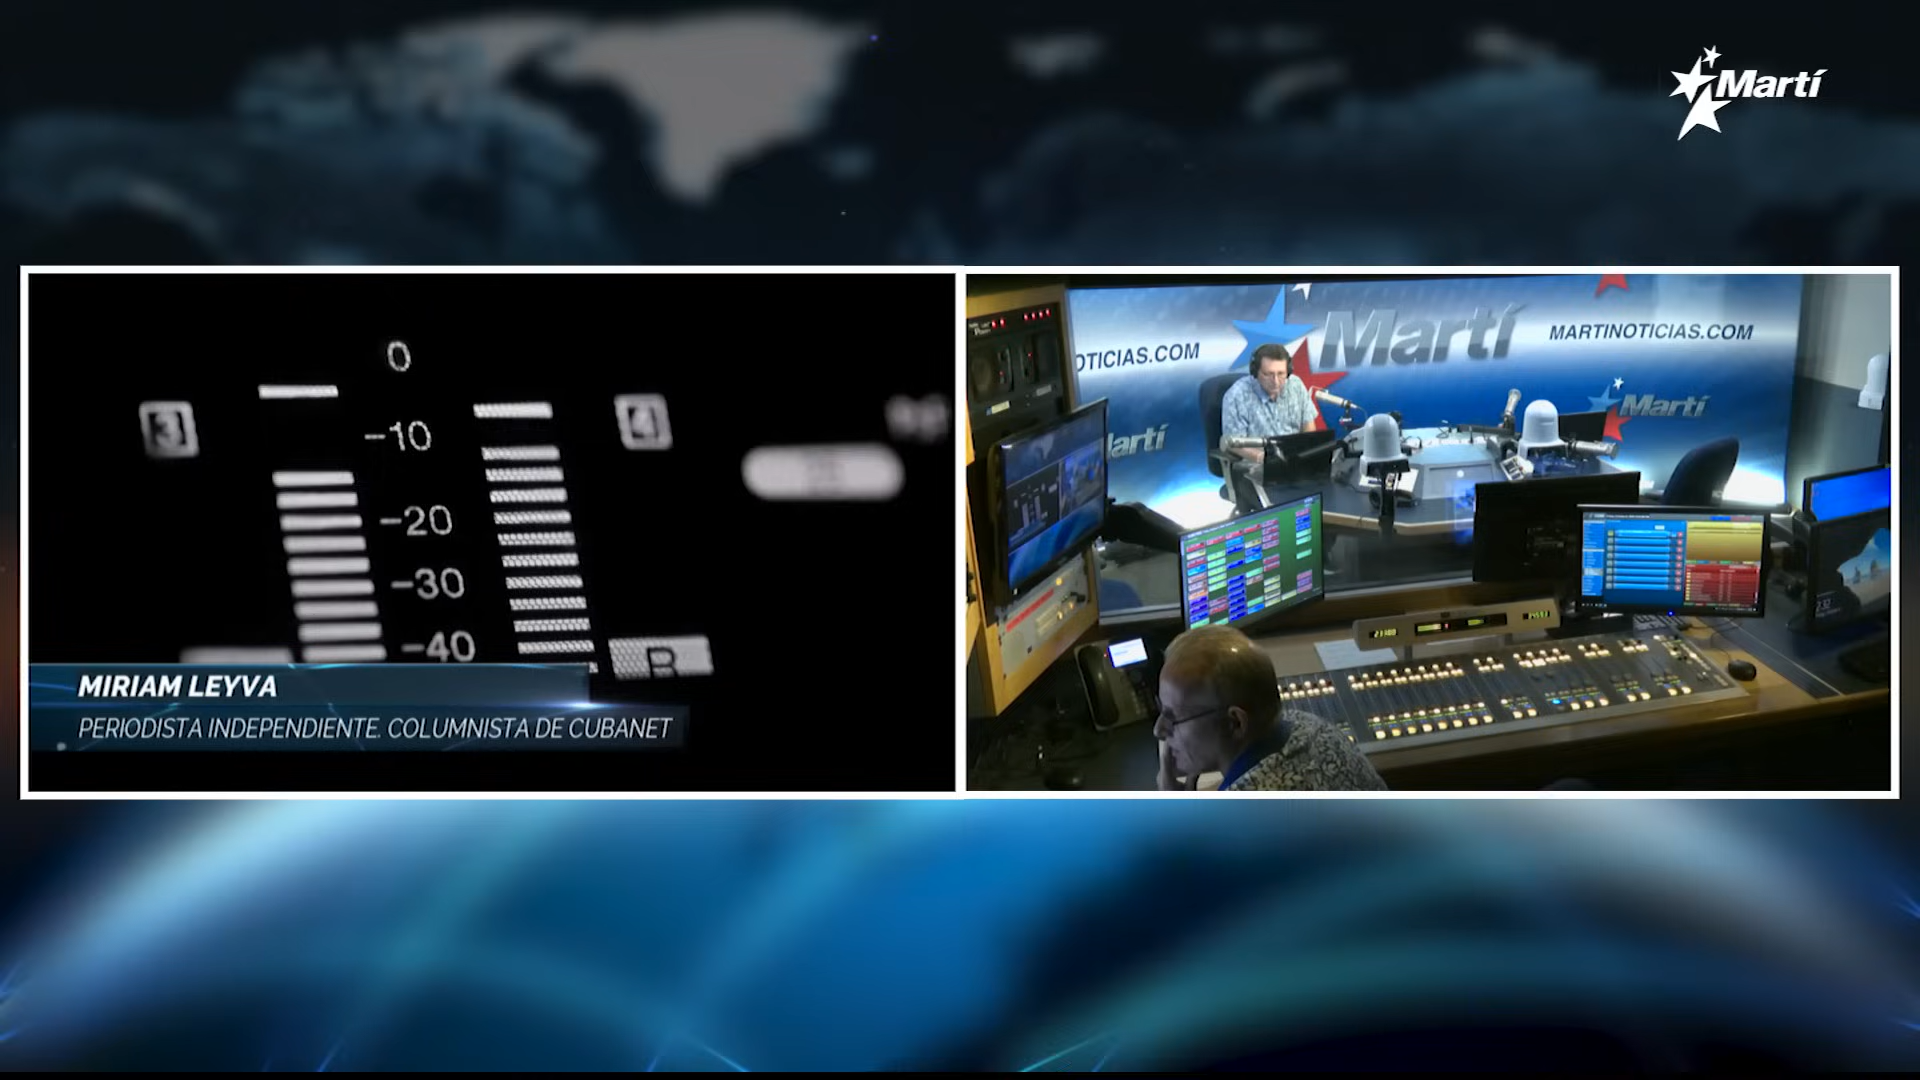 Martí
0
3
4
-10
-20
-30
-40
R
MIRIAM LEYVA
PERIODISTA INDEPENDIENTE. COLUMNISTA DE CUBANET
Martí
MARTINOTICIAS.COM
OTICIAS.COM
Martí
artí